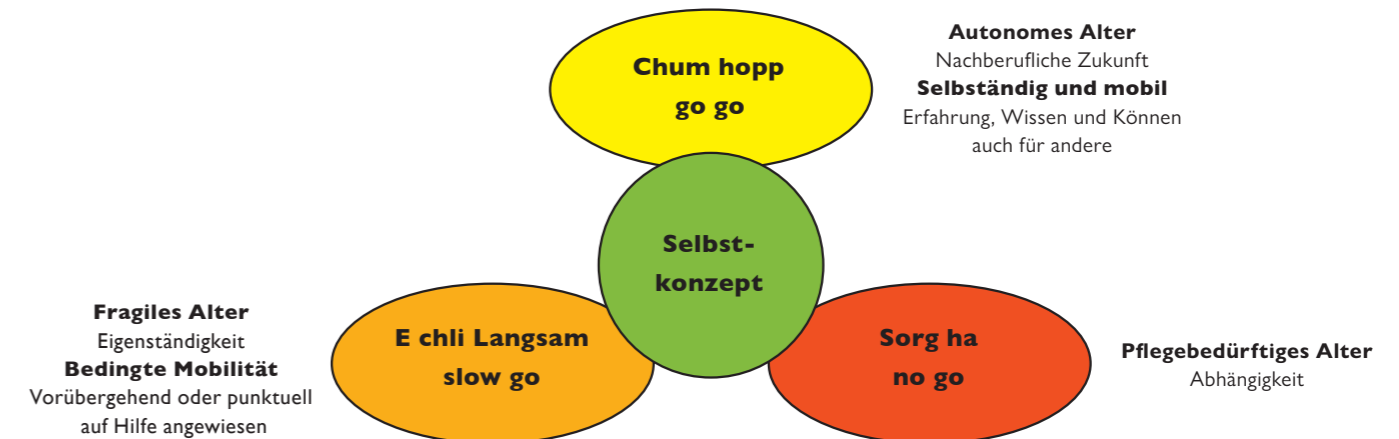 Chum hopp
go go
Autonomes Alter
Nachberufliche Zukunft
Selbständig und mobil
Erfahrung, Wissen und Können
auch für andere
Selbst-
konzept
Fragiles Alter
Eigenständigkeit
Bedingte Mobilität
Vorübergehend oder punktuell
auf Hilfe angewiesen
E chli Langsam
slow go
Sorg ha
no go
Pflegebedürftiges Alter
Abhängigkeit